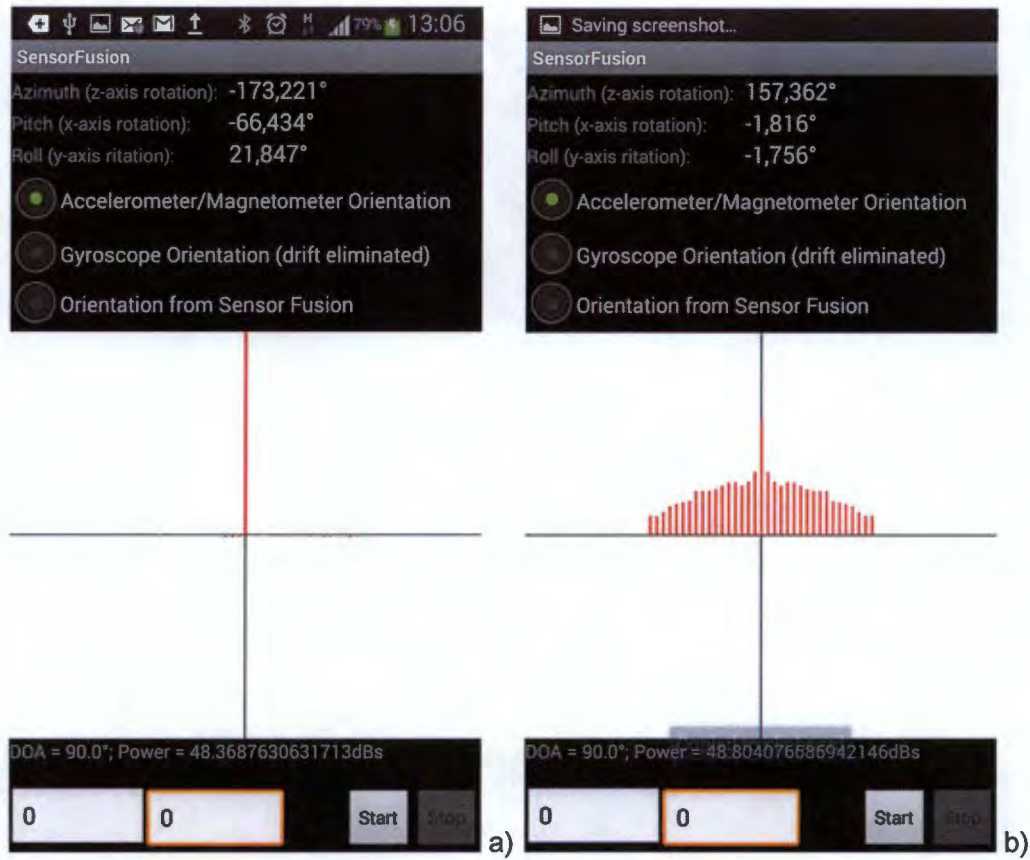 H 79% 13:06
SensorFusion
Azimuth (z-axis rotation): -173,221°
Pitch (x-axis rotation): -66,434°
Roll (y-axis ritation): 21,847°
Accelerometer/Magnetometer Orientation
Gyroscope Orientation (drift eliminated)
Orientation from Sensor Fusion
DOA = 90.0°; Power = 48.3687630631713dBs
0 0 Start Stop
a)
Saving screenshot...
SensorFusion
Azimuth (z-axis rotation): 157,362°
Pitch (x-axis rotation): -1,816°
Roll (y-axis ritation): -1,756°
Accelerometer/Magnetometer Orientation
Gyroscope Orientation (drift eliminated)
Orientation from Sensor Fusion
DOA = 90.0°; Power = 48.804076686942146dBs
0 0 Start Stop
b)